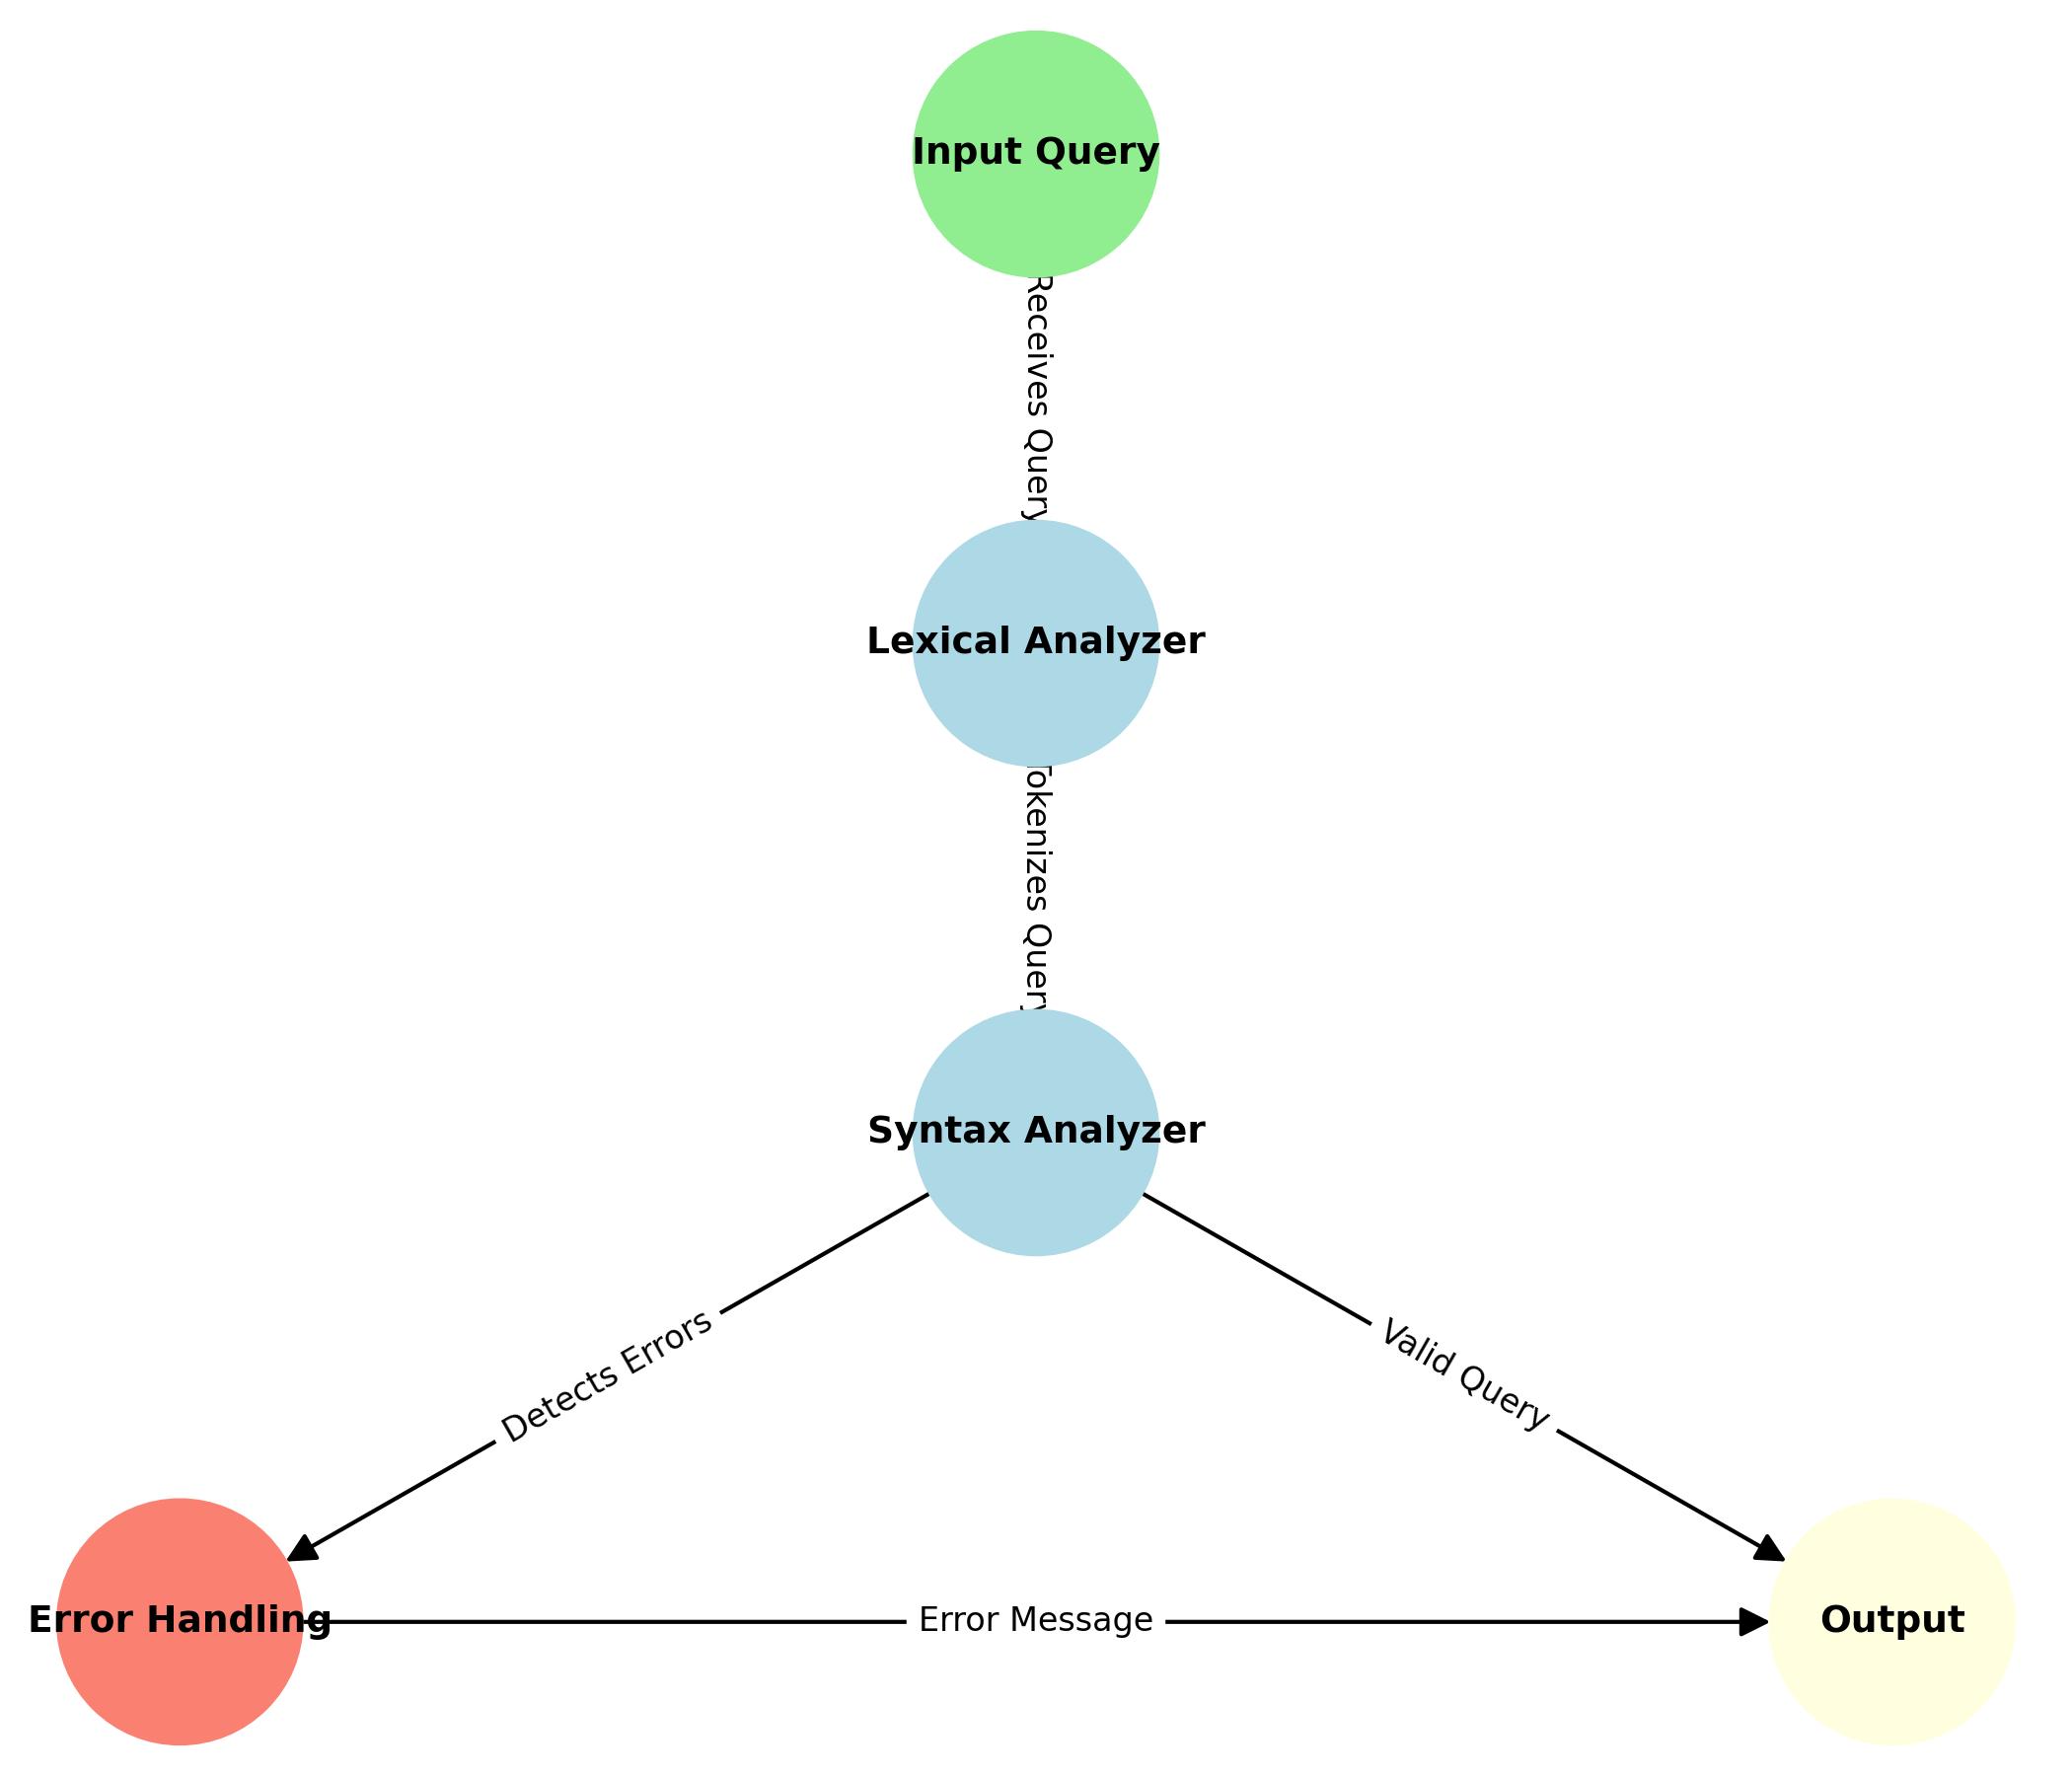 Input Query
Receives Query
Lexical Analyzer
Tokenizes Query
Syntax Analyzer
Detects Errors
Valid Query
Error Handling
Error Message
Output